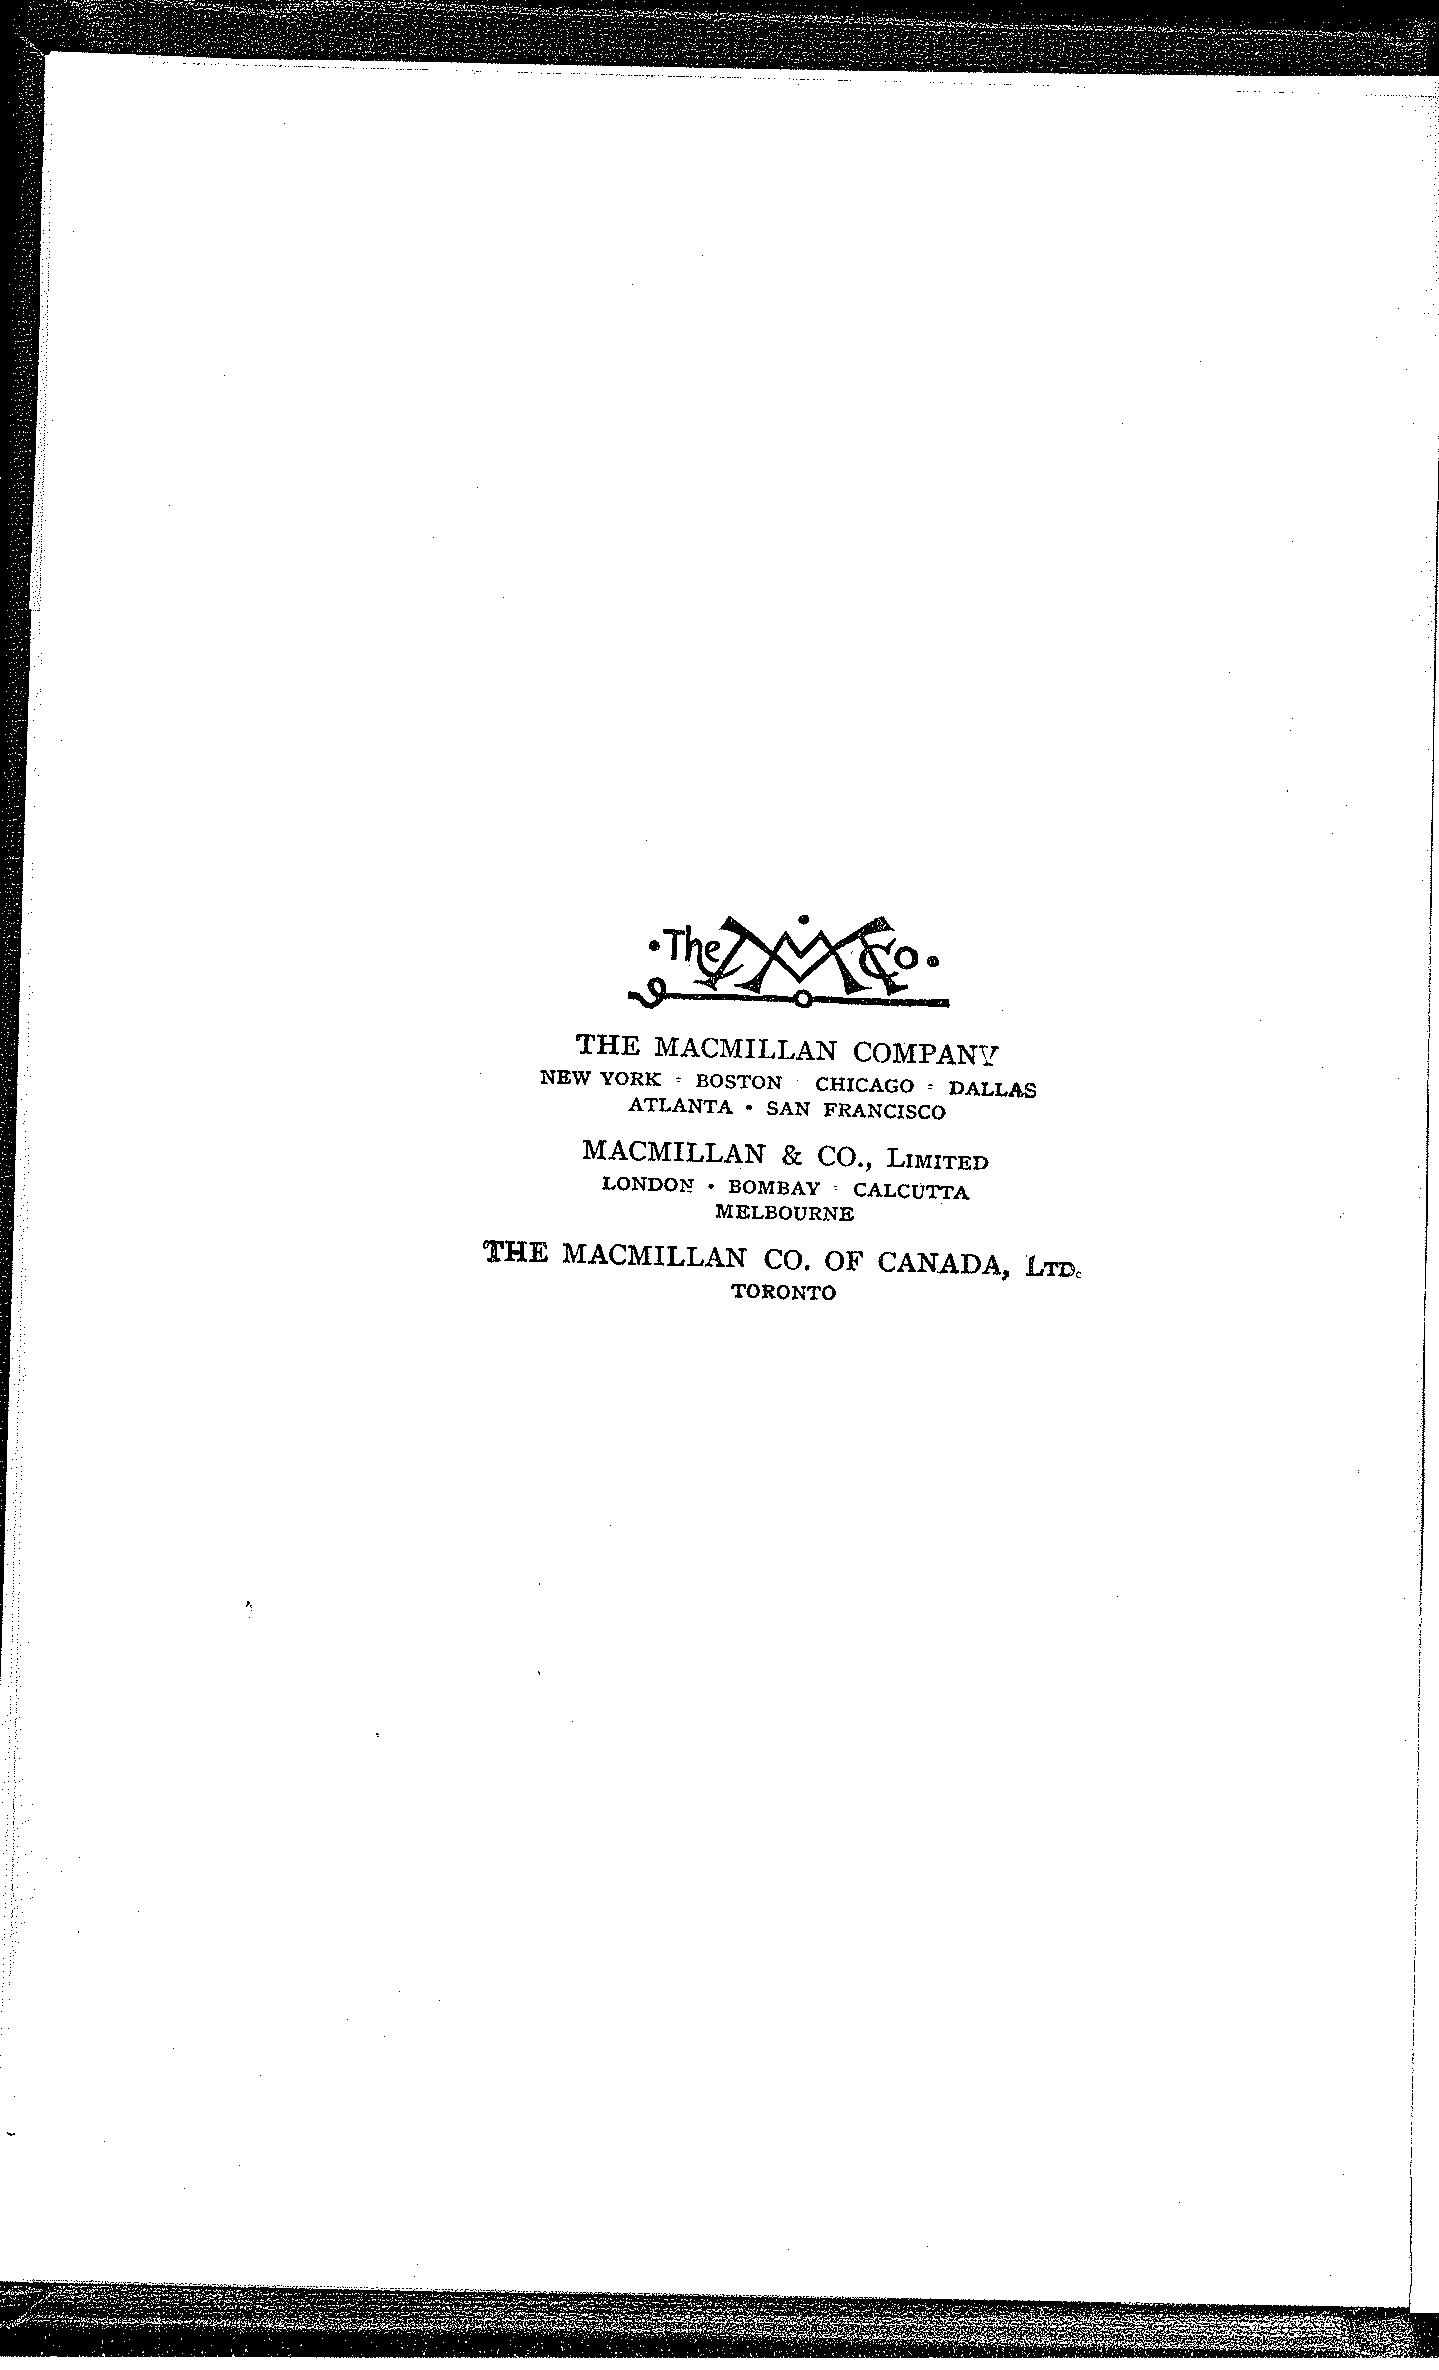 ·The MM Co·
THE MACMILLAN COMPANY
NEW YORK · BOSTON · CHICAGO · DALLAS
ATLANTA · SAN FRANCISCO
MACMILLAN & CO., LIMITED
LONDON · BOMBAY · CALCUTTA
MELBOURNE
THE MACMILLAN CO. OF CANADA, LTD.
TORONTO